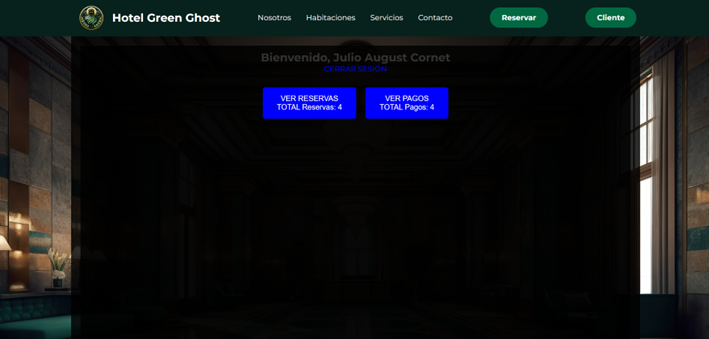 Hotel Green Ghost
Nosotros Habitaciones Servicios Contacto Reservar Cliente
Bienvenido, Julio August Cornet
CERRAR SESIÓN
VER RESERVAS
TOTAL Reservas: 4
VER PAGOS
TOTAL Pagos: 4